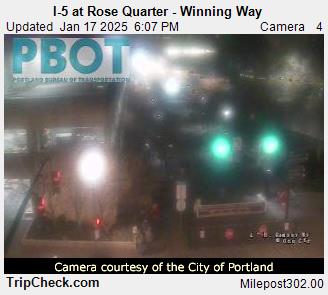 I-5 at Rose Quarter - Winning Way
Updated Jan 17 2025 6:07 PM Camera 4
PBOT
PORTLAND BUREAU OF TRANSPORTATION
Camera courtesy of the City of Portland
TripCheck.com Milepost302.00